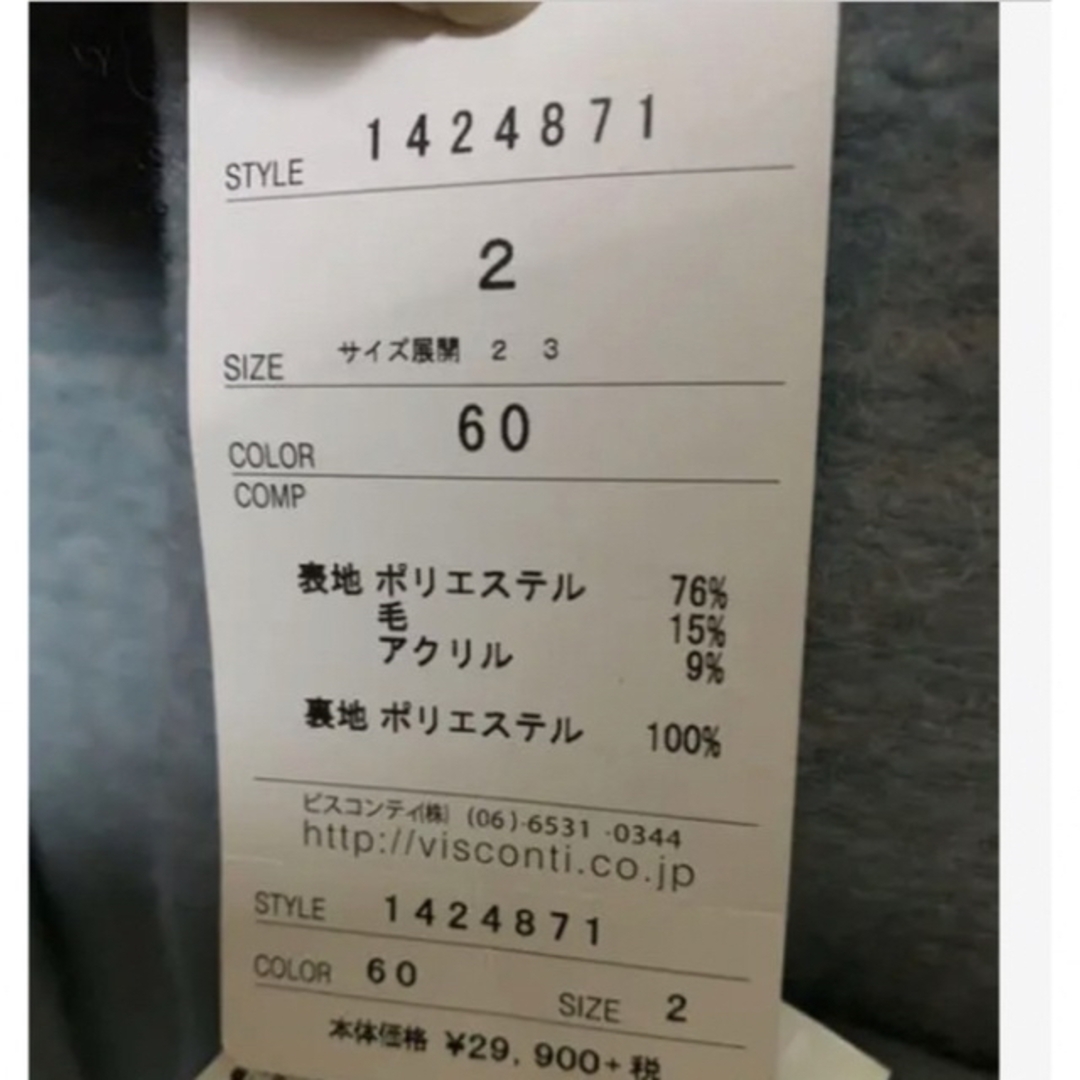 STYLE 1424871
2
SIZE サイズ展開 2 3
COLOR 60
COMP
表地 ポリエステル 76%
毛 15%
アクリル 9%
裏地 ポリエステル 100%
ビスコンティ㈱ (06)-6531-0344
http://visconti.co.jp
STYLE 1424871
COLOR 60 SIZE 2
本体価格 ¥29,900+税